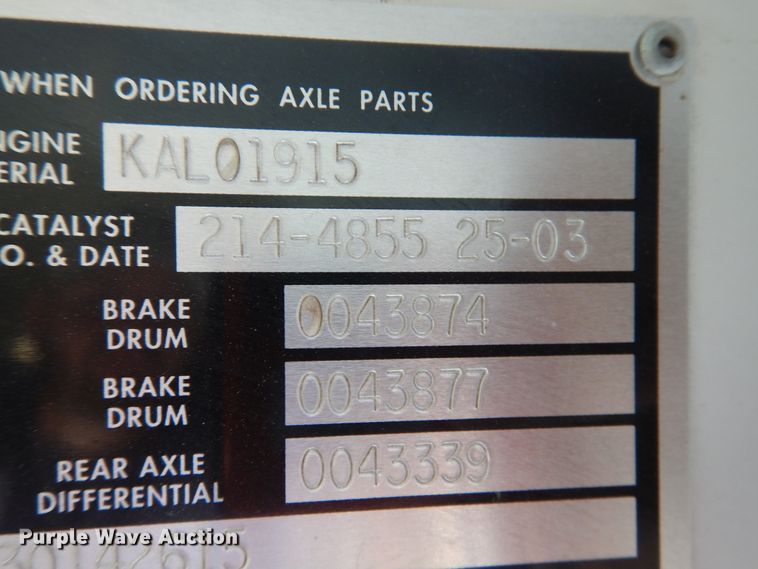 WHEN ORDERING AXLE PARTS
NGINE
ERIAL
KAL01915
CATALYST
O. & DATE
214-4855 25-03
BRAKE
DRUM
0043874
BRAKE
DRUM
0043877
REAR AXLE
DIFFERENTIAL
0043339
Purple Wave Auction